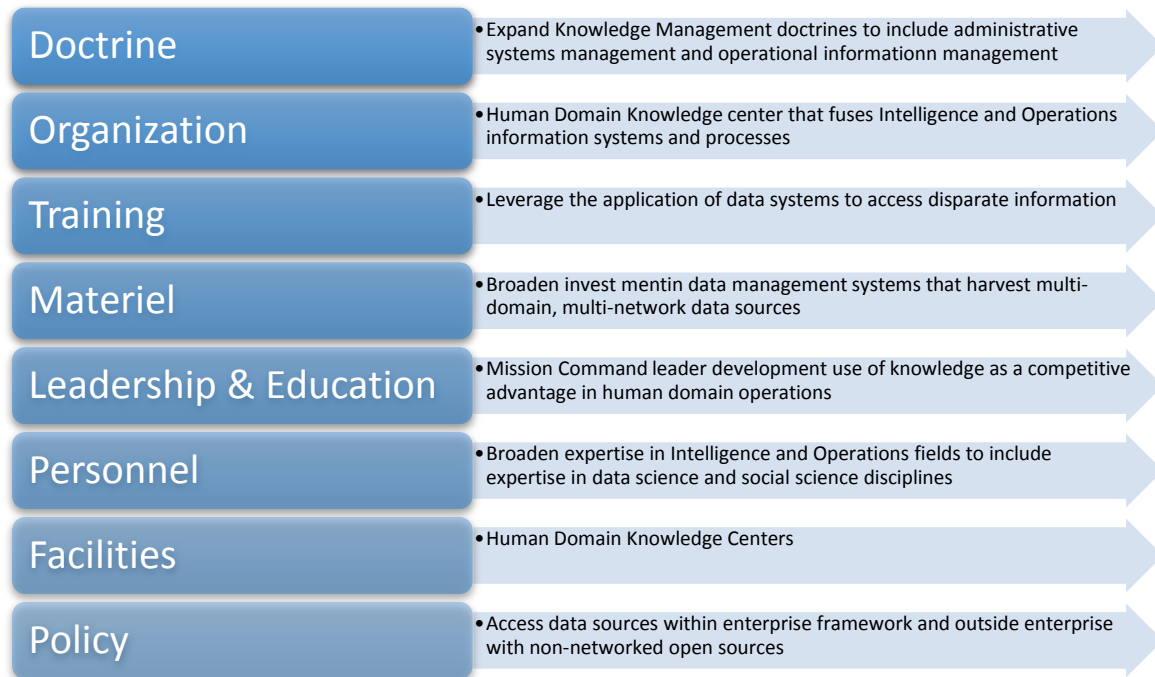 Doctrine
•Expand Knowledge Management doctrines to include administrative
systems management and operational informationn management
Organization
•Human Domain Knowledge center that fuses Intelligence and Operations
information systems and processes
Training
•Leverage the application of data systems to access disparate information
Materiel
•Broaden invest mentin data management systems that harvest multi-
domain, multi-network data sources
Leadership & Education
•Mission Command leader development use of knowledge as a competitive
advantage in human domain operations
Personnel
•Broaden expertise in Intelligence and Operations fields to include
expertise in data science and social science disciplines
Facilities
•Human Domain Knowledge Centers
Policy
•Access data sources within enterprise framework and outside enterprise
with non-networked open sources